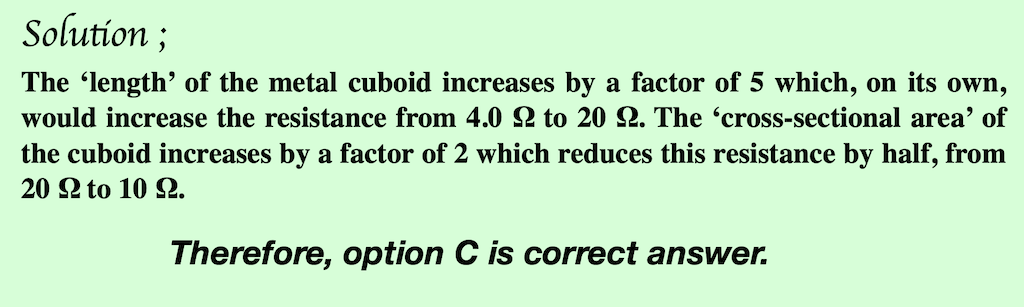 Solution ;
The ‘length’ of the metal cuboid increases by a factor of 5 which, on its own,
would increase the resistance from 4.0 Ω to 20 Ω. The ‘cross-sectional area’ of
the cuboid increases by a factor of 2 which reduces this resistance by half, from
20 Ω to 10 Ω.
Therefore, option C is correct answer.